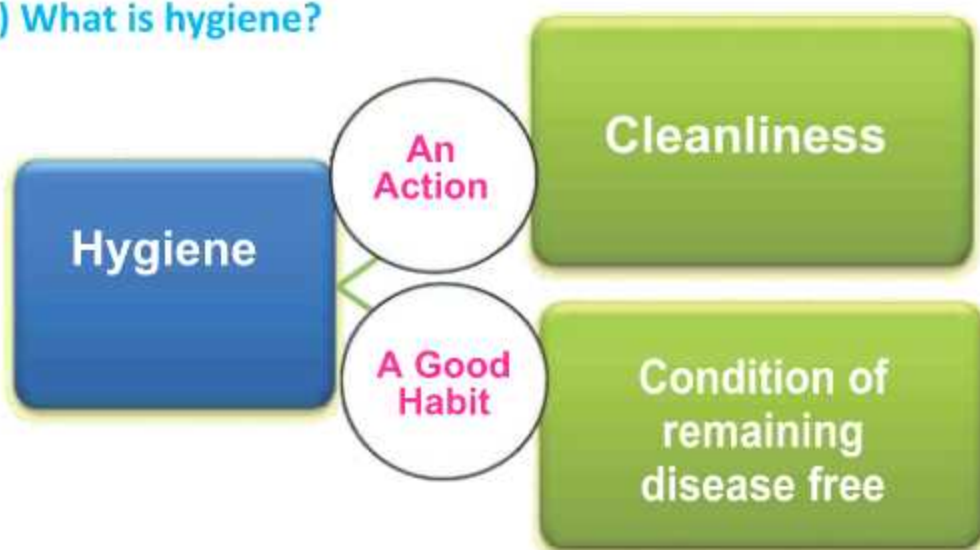 ) What is hygiene?
Hygiene
An
Action
Cleanliness
A Good
Habit
Condition of
remaining
disease free